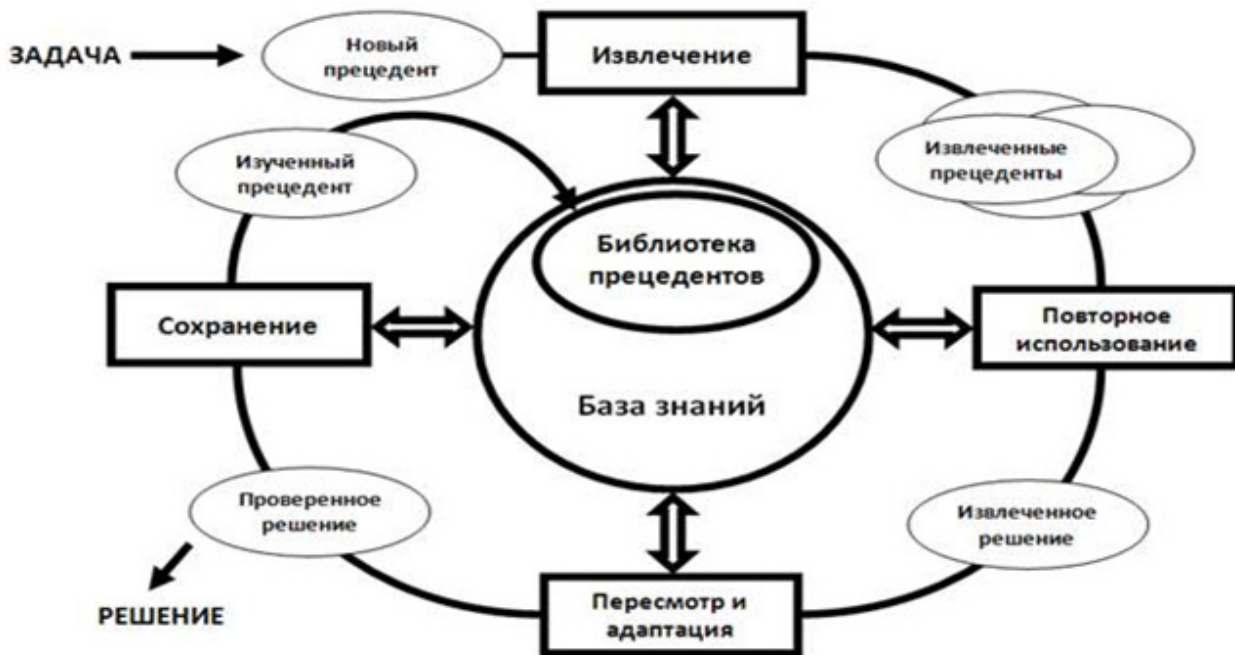 ЗАДАЧА
Новый
прецедент
Извлечение
Изученный
прецедент
Извлеченные
прецеденты
Библиотека
прецедентов
Сохранение
Повторное
использование
База знаний
Проверенное
решение
Извлеченное
решение
РЕШЕНИЕ
Пересмотр и
адаптация